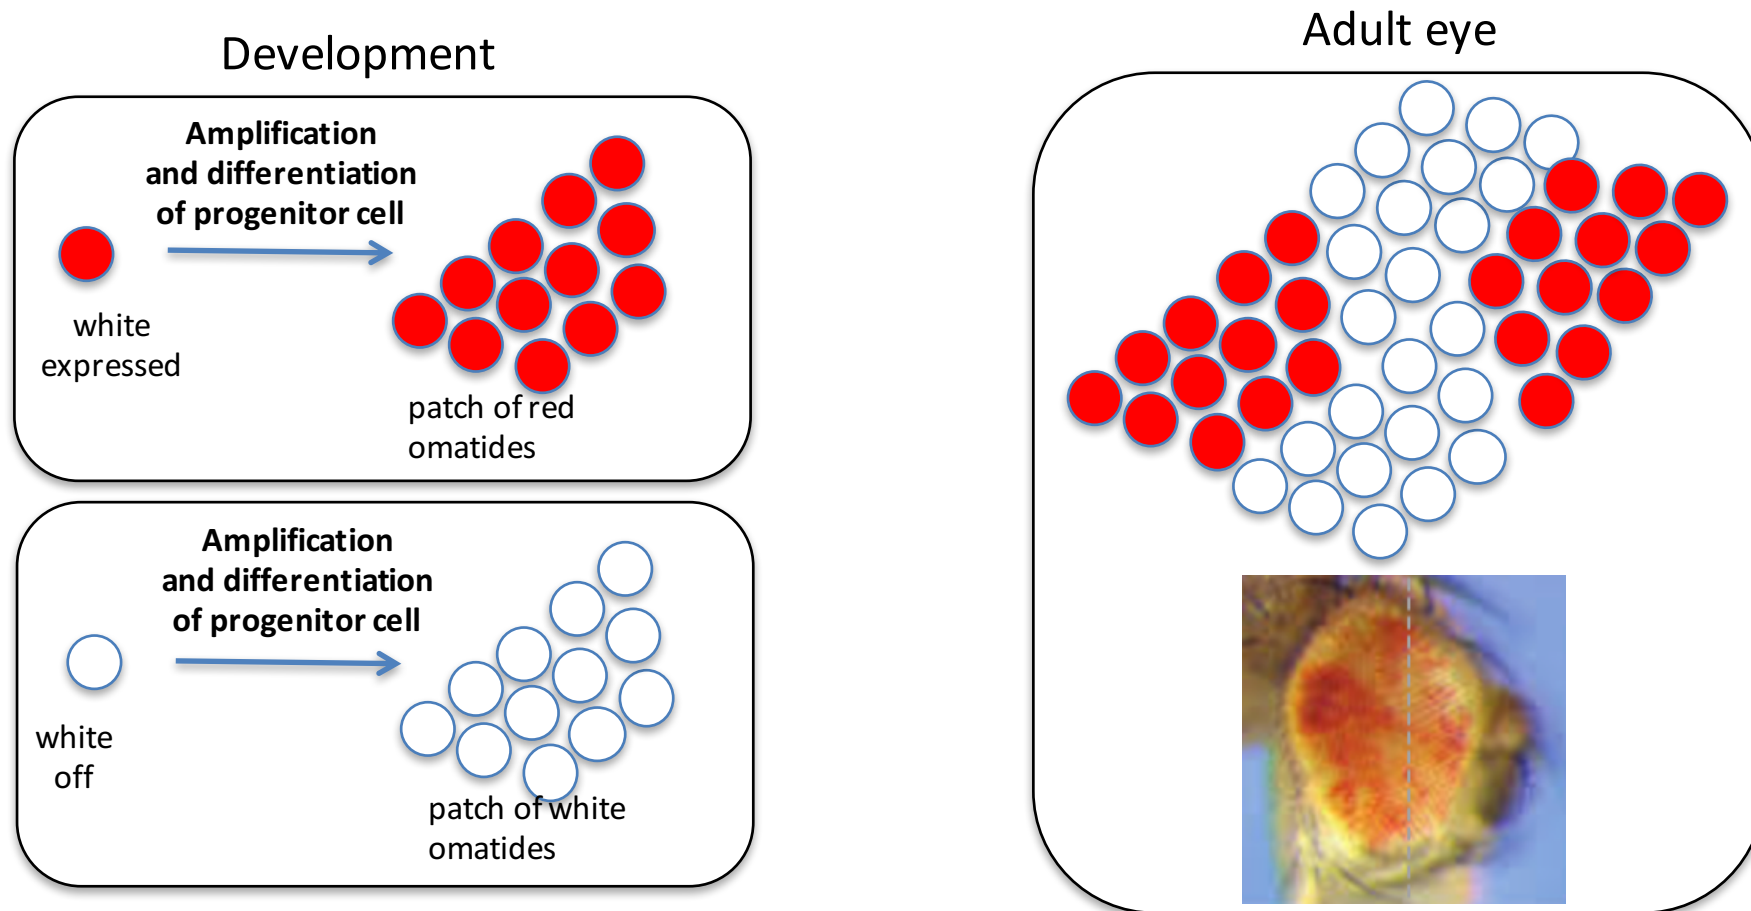 Development
Amplification
and differentiation
of progenitor cell
white
expressed
patch of red
omatides
Amplification
and differentiation
of progenitor cell
white
off
patch of white
omatides
Adult eye